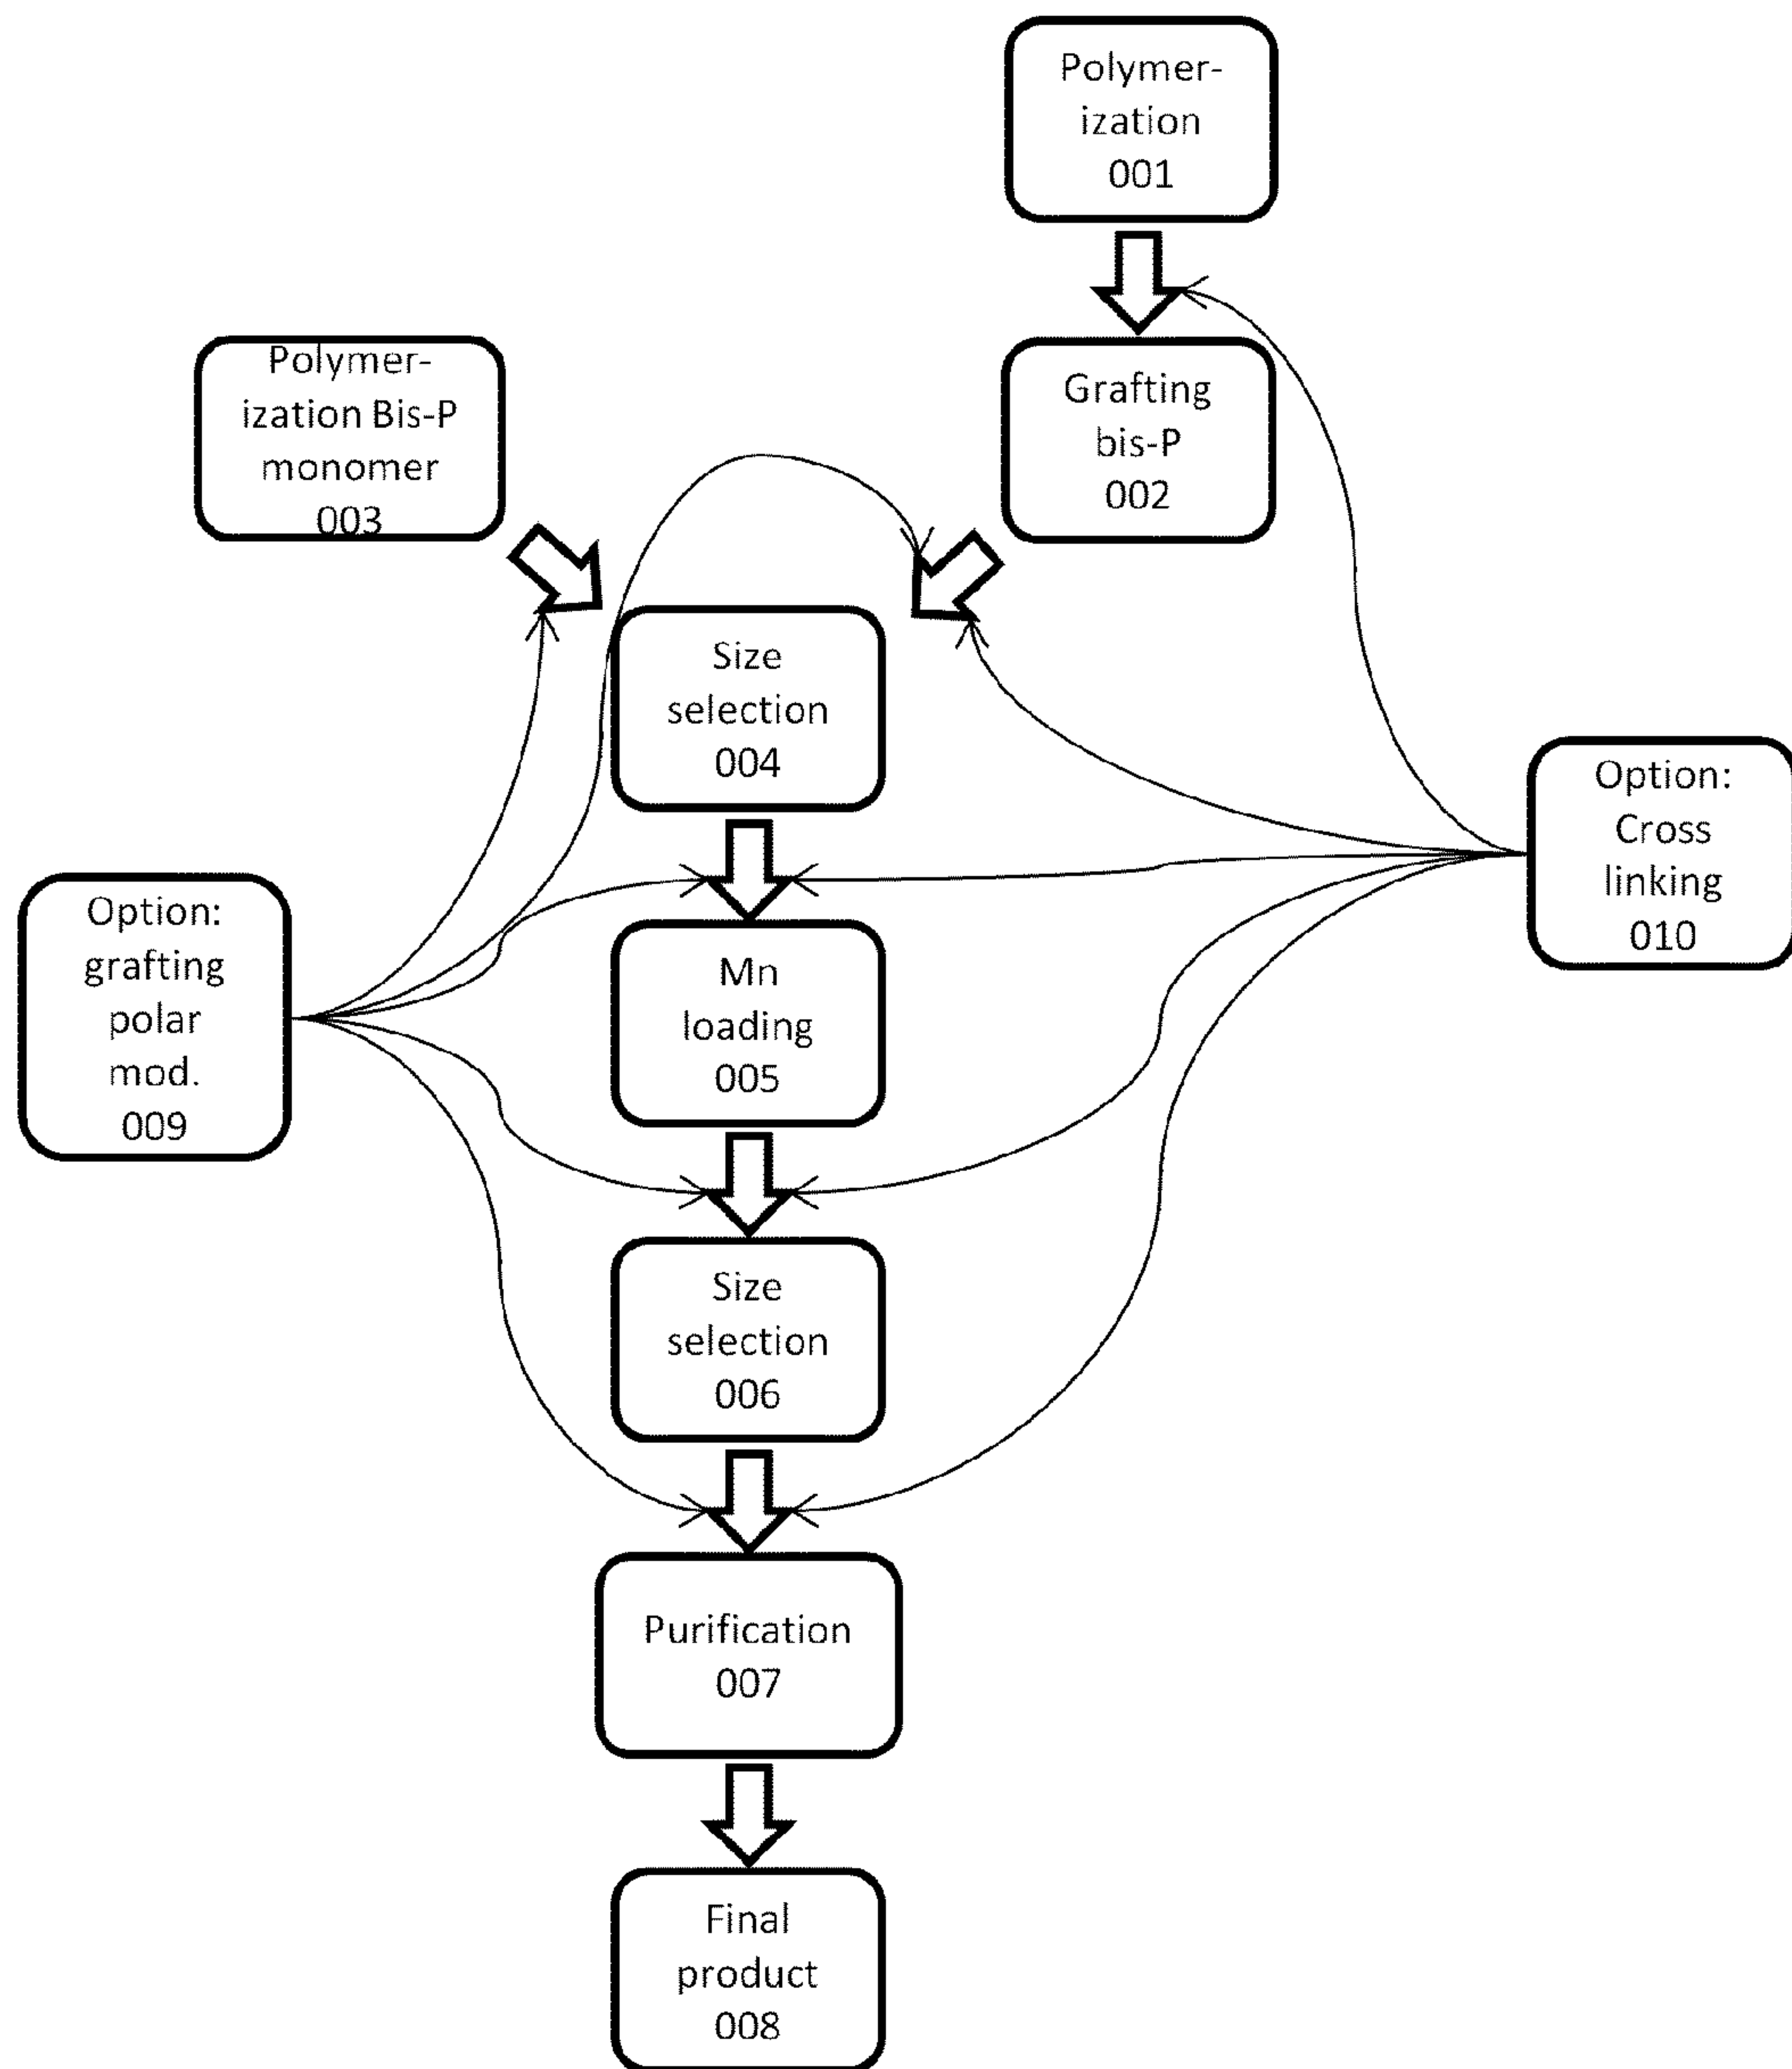 Polymer-
ization
001
Polymer-
ization Bis-P
monomer
003
Grafting
bis-P
002
Size
selection
004
Option:
Cross
linking
010
Option:
grafting
polar
mod.
009
Mn
loading
005
Size
selection
006
Purification
007
Final
product
008